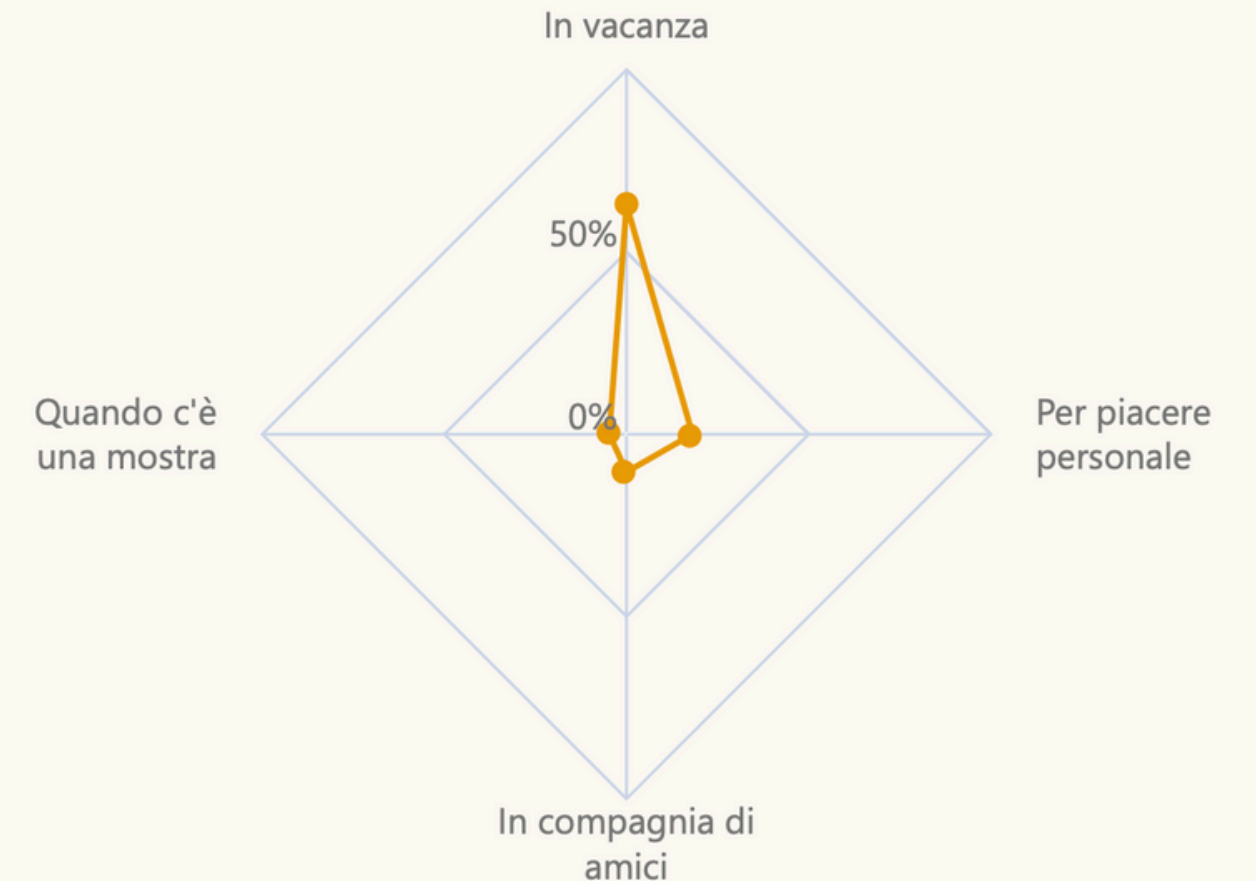 In vacanza
50%
0%
Quando c'è
una mostra
Per piacere
personale
In compagnia di
amici